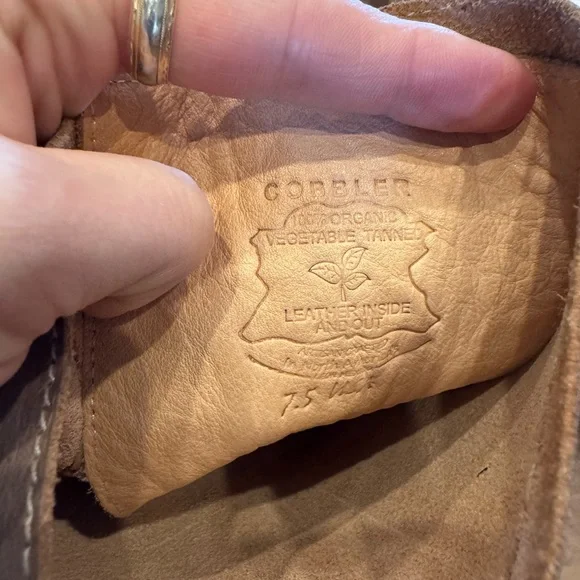 COBBLER
100% ORGANIC
VEGETABLE TANNED
LEATHER INSIDE
AND OUT
7.5